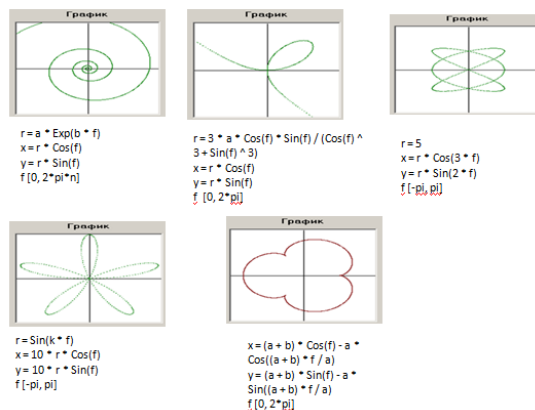 График
График
График
r = a * Exp(b * f)
x = r * Cos(f)
y = r * Sin(f)
f [0, 2*pi*n]
r = 3 * a * Cos(f) * Sin(f) / (Cos(f) ^
3 + Sin(f) ^ 3)
x = r * Cos(f)
y = r * Sin(f)
f [0, 2*pi]
r = 5
x = r * Cos(3 * f)
y = r * Sin(2 * f)
f [-pi, pi]
График
График
r = Sin(k * f)
x = 10 * r * Cos(f)
y = 10 * r * Sin(f)
f [-pi, pi]
x = (a + b) * Cos(f) - a *
Cos((a + b) * f / a)
y = (a + b) * Sin(f) - a *
Sin((a + b) * f / a)
f [0, 2*pi]